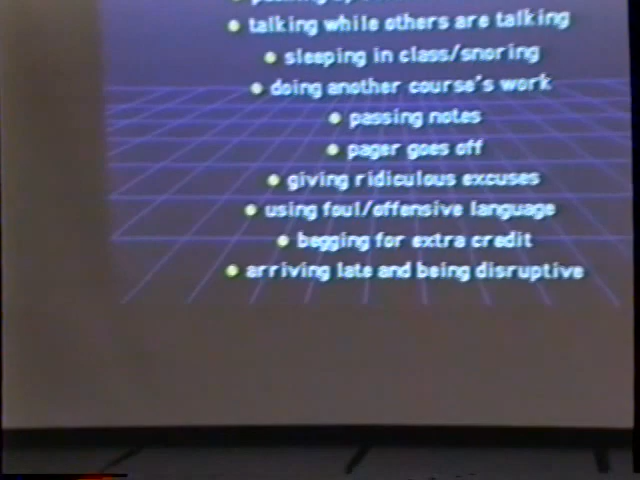 • talking while others are talking
• sleeping in class/snoring
• doing another course's work
• passing notes
• pager goes off
• giving ridiculous excuses
• using foul/offensive language
• begging for extra credit
• arriving late and being disruptive